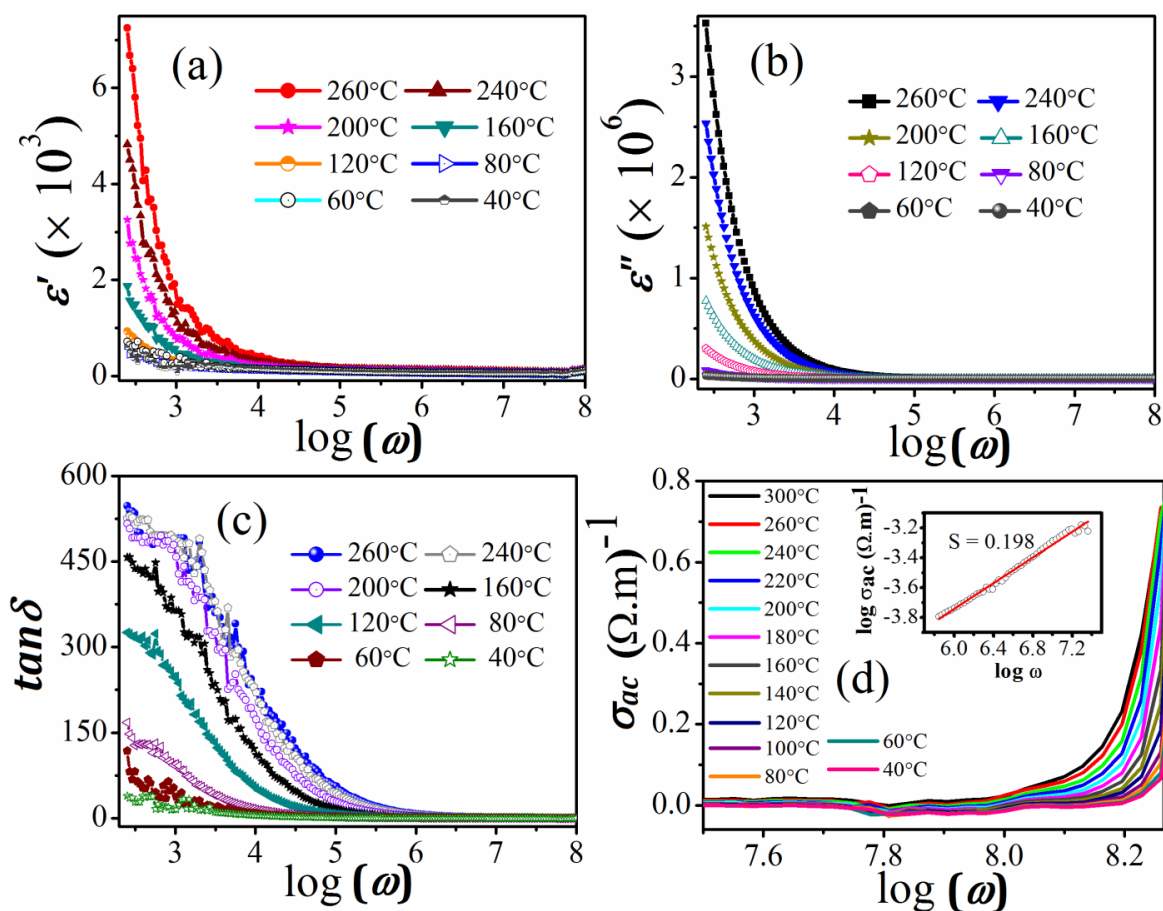 (a)
260°C 240°C
200°C 160°C
120°C 80°C
60°C 40°C
ε' (× 10³)
6
4
2
0
3 4 5 6 7 8
log (ω)
(b)
260°C 240°C
200°C 160°C
120°C 80°C
60°C 40°C
ε'' (× 10⁶)
3
2
1
0
3 4 5 6 7 8
log (ω)
(c)
260°C 240°C
200°C 160°C
120°C 80°C
60°C 40°C
tanδ
600
450
300
150
0
3 4 5 6 7 8
log (ω)
(d)
300°C
260°C
240°C
220°C
200°C
180°C
160°C
140°C
120°C
100°C
80°C
60°C
40°C
σac (Ω.m)-1
0.8
0.6
0.4
0.2
0.0
7.6 7.8 8.0 8.2
log (ω)
S = 0.198
log σac (Ω.m)-1
-3.2
-3.4
-3.6
-3.8
6.0 6.4 6.8 7.2
log ω